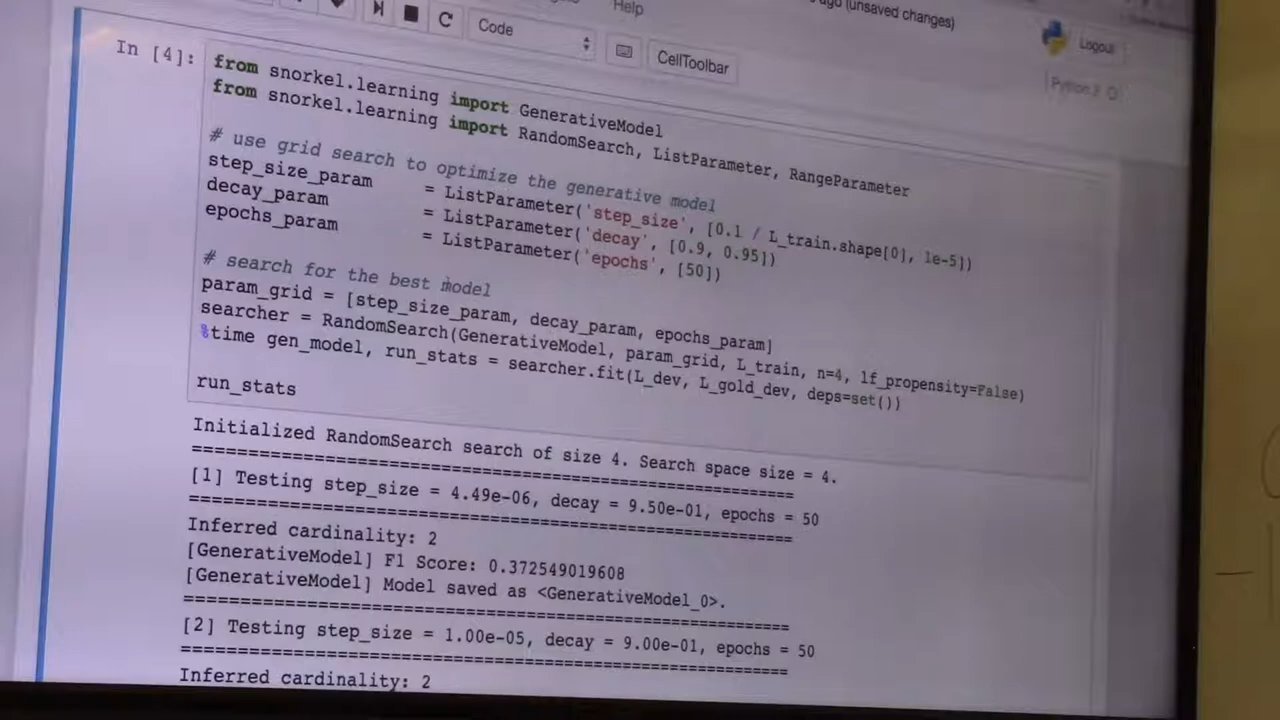 Help
ago (unsaved changes)
Code
CellToolbar
Logout
Python 2
In [4]:
from snorkel.learning import GenerativeModel
from snorkel.learning import RandomSearch, ListParameter, RangeParameter
# use grid search to optimize the generative model
step_size_param = ListParameter('step_size', [0.1 / L_train.shape[0], 1e-5])
decay_param = ListParameter('decay', [0.9, 0.95])
epochs_param = ListParameter('epochs', [50])
# search for the best model
param_grid = [step_size_param, decay_param, epochs_param]
searcher = RandomSearch(GenerativeModel, param_grid, L_train, n=4, lf_propensity=False)
%time gen_model, run_stats = searcher.fit(L_dev, L_gold_dev, deps=set())
run_stats
Initialized RandomSearch search of size 4. Search space size = 4.
============================================================
[1] Testing step_size = 4.49e-06, decay = 9.50e-01, epochs = 50
============================================================
Inferred cardinality: 2
[GenerativeModel] F1 Score: 0.372549019608
[GenerativeModel] Model saved as <GenerativeModel_0>.
============================================================
[2] Testing step_size = 1.00e-05, decay = 9.00e-01, epochs = 50
============================================================
Inferred cardinality: 2